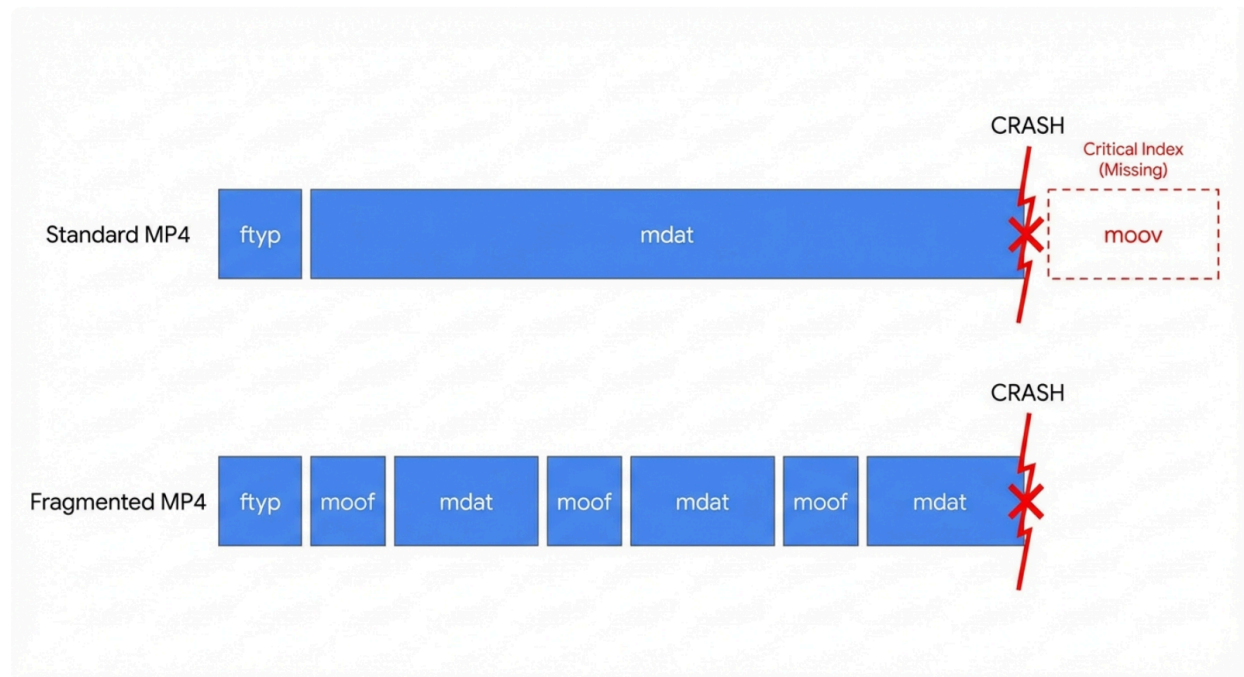 CRASH
Critical Index
(Missing)
Standard MP4 ftyp mdat moov
CRASH
Fragmented MP4 ftyp moof mdat moof mdat moof mdat